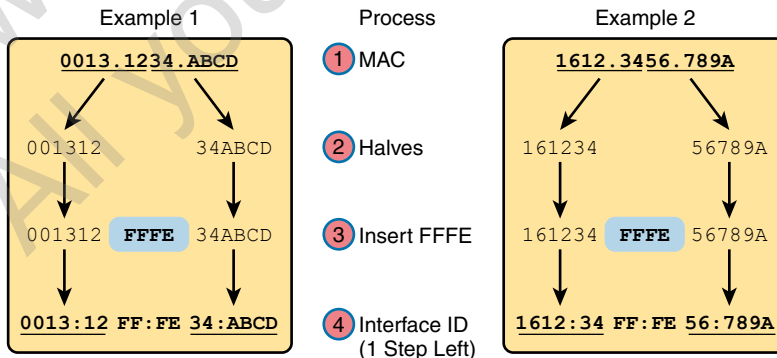 Example 1
Process
Example 2
0013.1234.ABCD
1 MAC
1612.3456.789A
001312 34ABCD
2 Halves
161234 56789A
001312 FFFE 34ABCD
3 Insert FFFE
161234 FFFE 56789A
0013:12 FF:FE 34:ABCD
4 Interface ID
(1 Step Left)
1612:34 FF:FE 56:789A
All you